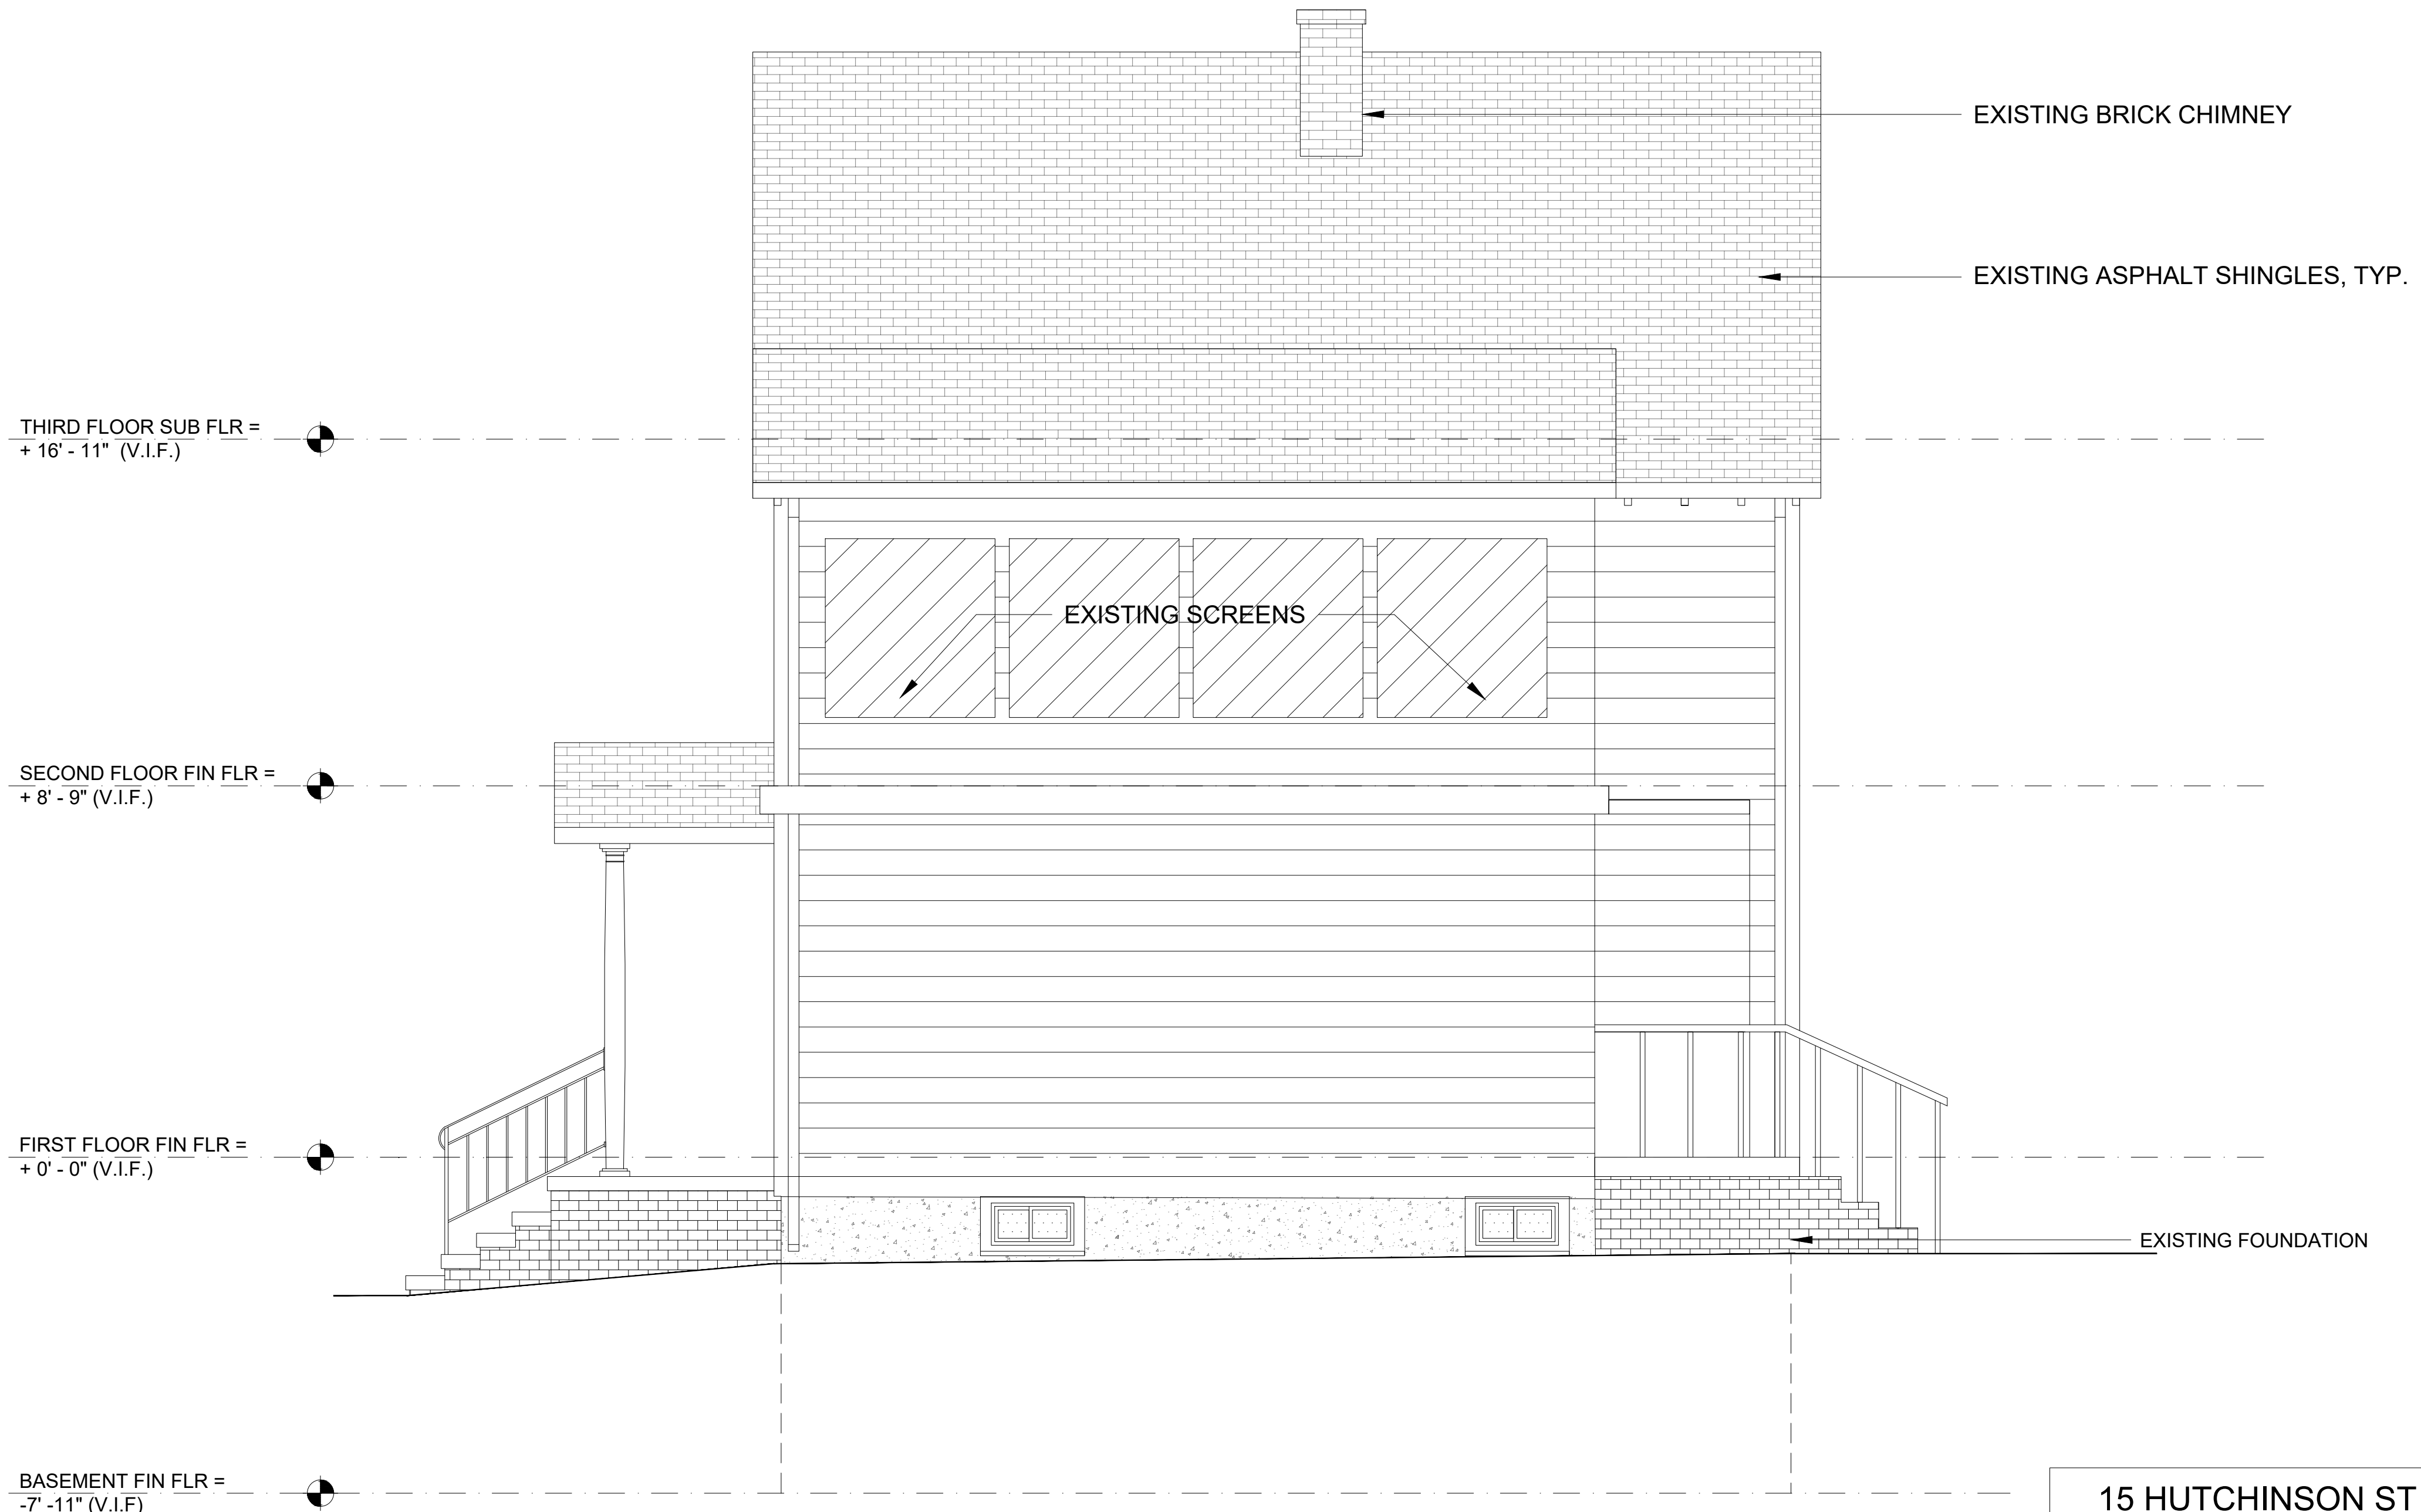 EXISTING BRICK CHIMNEY
EXISTING ASPHALT SHINGLES, TYP.
THIRD FLOOR SUB FLR =
+ 16' - 11" (V.I.F.)
EXISTING SCREENS
SECOND FLOOR FIN FLR =
+ 8' - 9" (V.I.F.)
FIRST FLOOR FIN FLR =
+ 0' - 0" (V.I.F.)
EXISTING FOUNDATION
BASEMENT FIN FLR =
-7' -11" (V.I.F)
15 HUTCHINSON ST